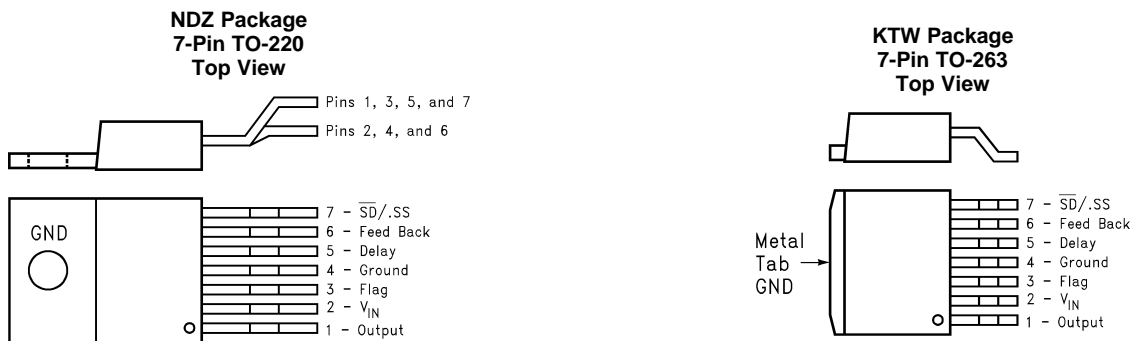 NDZ Package
7-Pin TO-220
Top View
Pins 1, 3, 5, and 7
Pins 2, 4, and 6
GND
7 - S̅D̅/.SS
6 - Feed Back
5 - Delay
4 - Ground
3 - Flag
2 - VIN
1 - Output
KTW Package
7-Pin TO-263
Top View
Metal
Tab
GND
7 - S̅D̅/.SS
6 - Feed Back
5 - Delay
4 - Ground
3 - Flag
2 - VIN
1 - Output